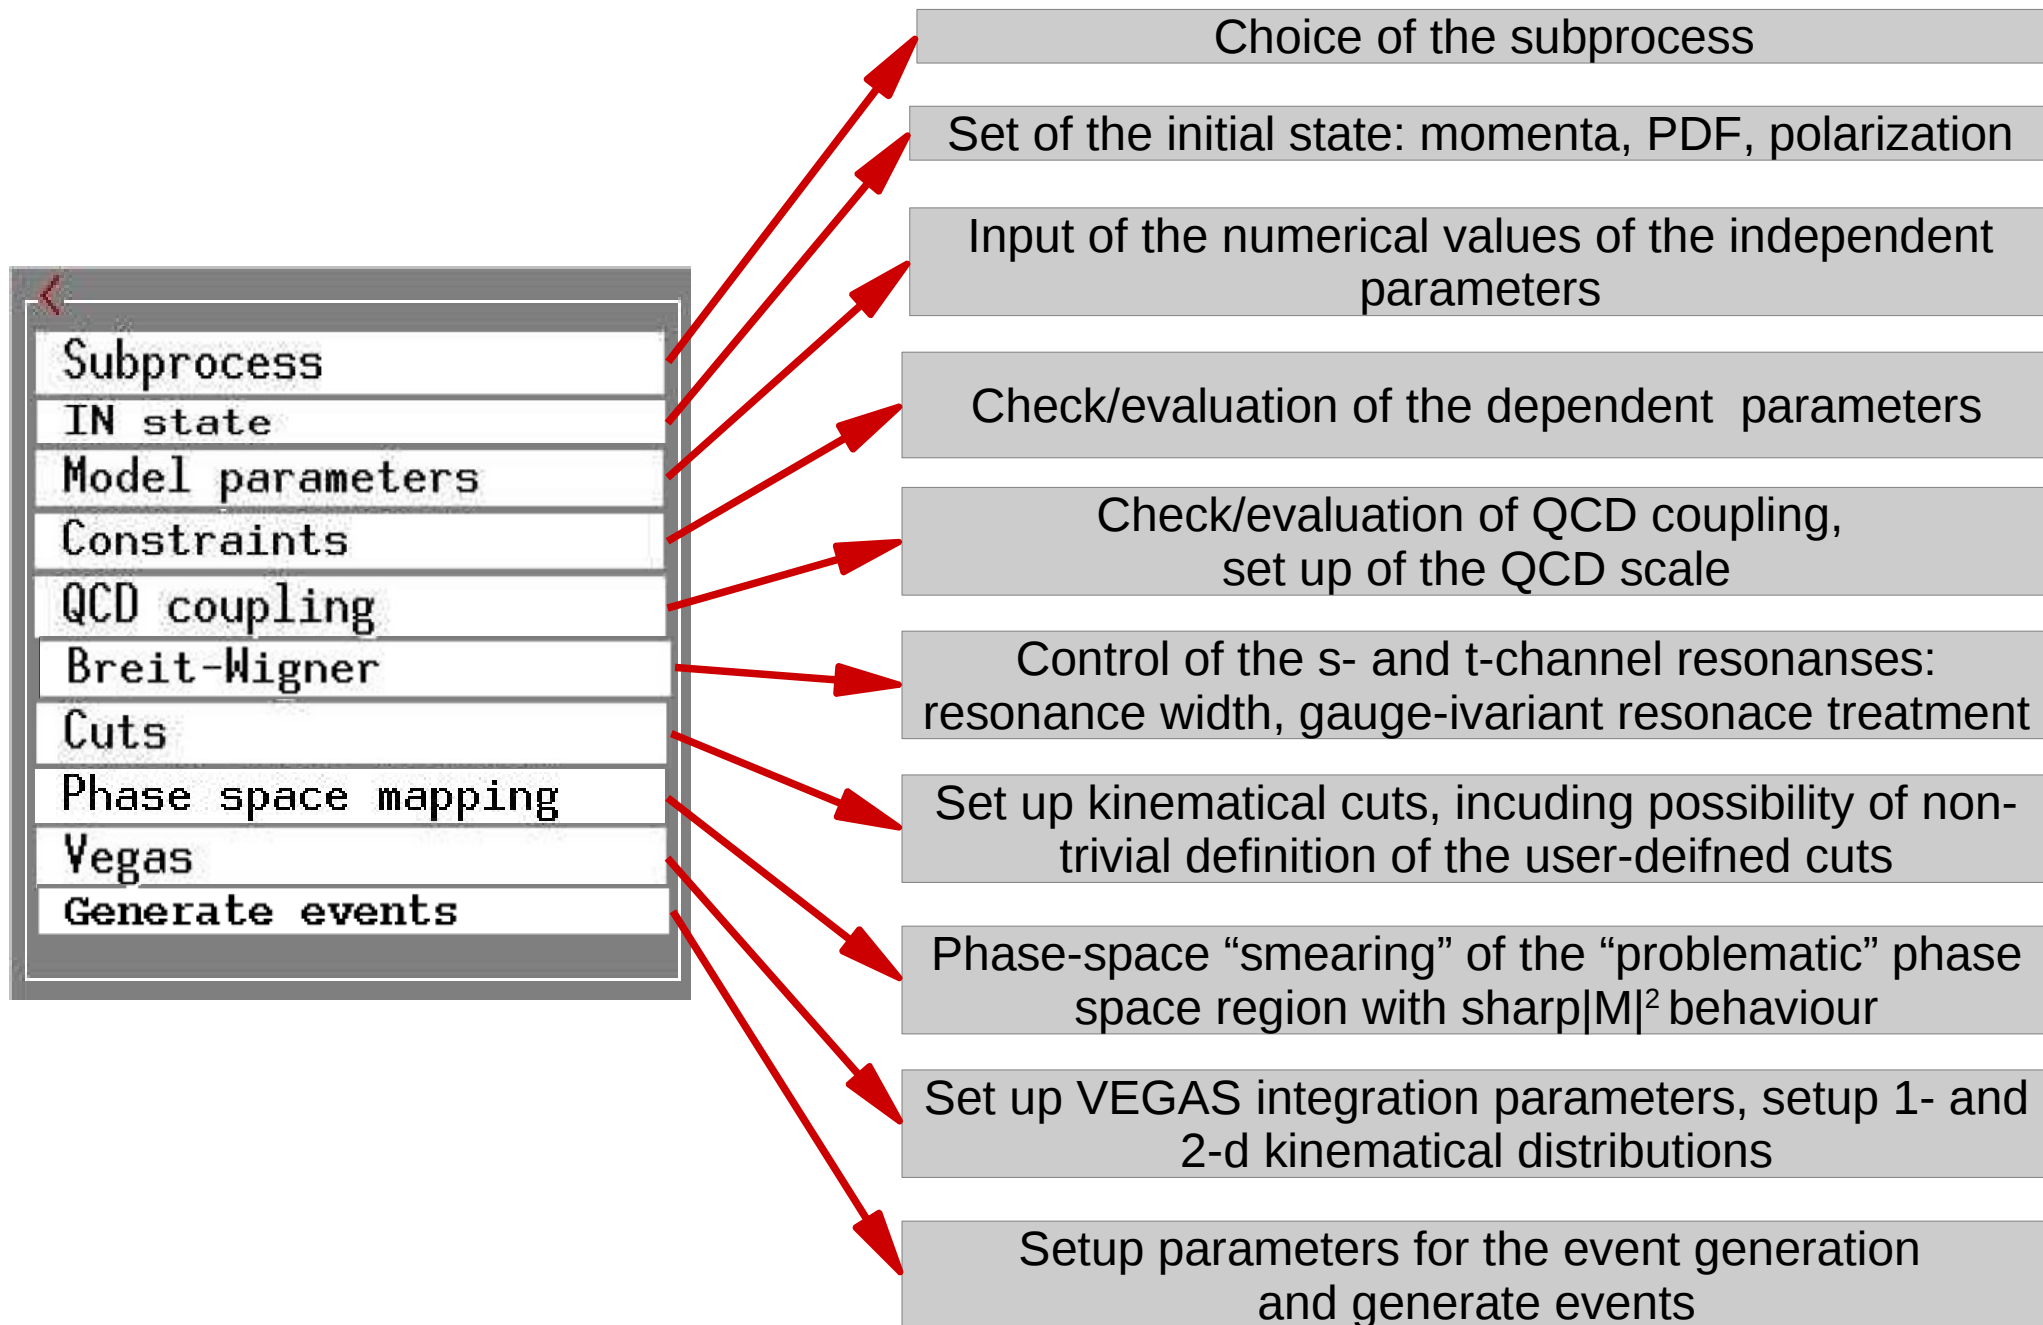 Choice of the subprocess
Set of the initial state: momenta, PDF, polarization
Input of the numerical values of the independent
parameters
Check/evaluation of the dependent  parameters
Check/evaluation of QCD coupling,
set up of the QCD scale
Control of the s- and t-channel resonanses:
resonance width, gauge-ivariant resonace treatment
Set up kinematical cuts, incuding possibility of non-
trivial definition of the user-deifned cuts
Phase-space “smearing” of the “problematic” phase
space region with sharp|M|² behaviour
Set up VEGAS integration parameters, setup 1- and
2-d kinematical distributions
Setup parameters for the event generation
and generate events
<
Subprocess
IN state
Model parameters
Constraints
QCD coupling
Breit-Wigner
Cuts
Phase space mapping
Vegas
Generate events